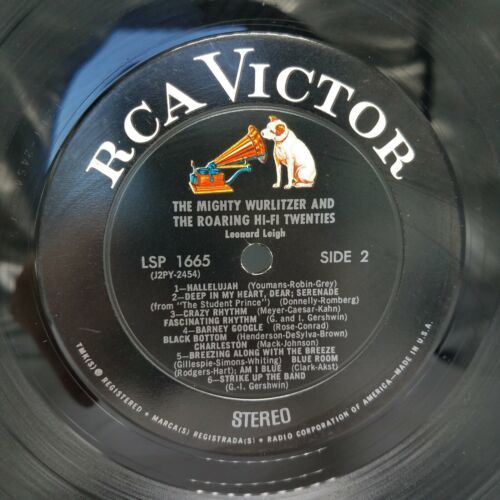 RCA VICTOR
THE MIGHTY WURLITZER AND
THE ROARING HI-FI TWENTIES
Leonard Leigh
LSP 1665
SIDE 2
(J2PY-2454)
1—HALLELUJAH (Youmans-Robin-Grey)
2—DEEP IN MY HEART, DEAR; SERENADE
(from "The Student Prince") (Donnelly-Romberg)
3—CRAZY RHYTHM (Meyer-Caesar-Kahn)
FASCINATING RHYTHM (G. and I. Gershwin)
4—BARNEY GOOGLE (Rose-Conrad)
BLACK BOTTOM (Henderson-DeSylva-Brown)
CHARLESTON (Mack-Johnson)
5—BREEZING ALONG WITH THE BREEZE
(Gillespie-Simons-Whiting) BLUE ROOM
(Rodgers-Hart); AM I BLUE (Clark-Akst)
6—STRIKE UP THE BAND
(G.-I. Gershwin)
STEREO
TMK(S) ® REGISTERED • MARCA(S) REGISTRADA(S) • RADIO CORPORATION OF AMERICA—MADE IN U.S.A.